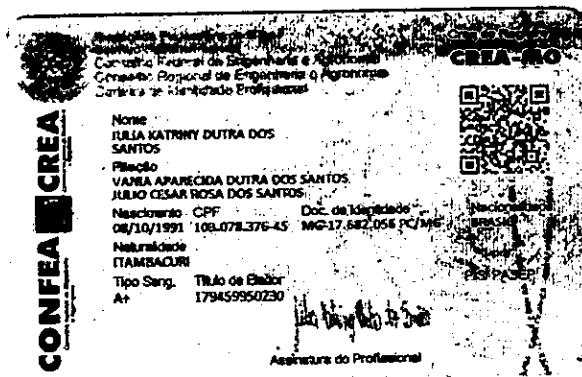 Conselho Federal de Engenharia e Agronomia
Conselho Regional de Engenharia e Agronomia
Carteira de Identidade Profissional
CREA-MG
CONFEA CREA
Nome
JULIA KATRINY DUTRA DOS
SANTOS
Filiação
VANIA APARECIDA DUTRA DOS SANTOS
JULIO CESAR ROSA DOS SANTOS
Nascimento CPF Doc. de Identidade Nacionalidade
08/10/1991 103.078.376-45 MG-17.682.056 PC/MG BRASIL
Naturalidade
ITAMBACURI
Tipo Sang. Título de Eleitor PIS/PASEP
A+ 179459950230
Assinatura do Profissional